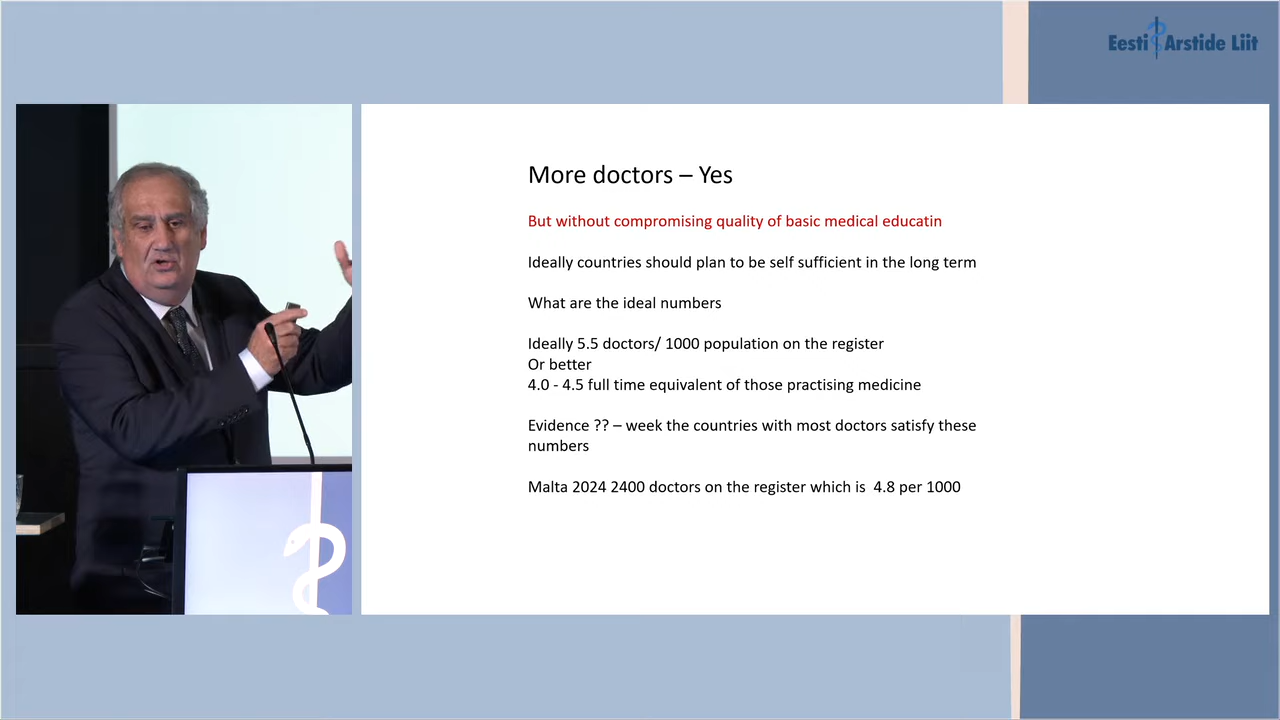 Eesti Arstide Liit
More doctors – Yes
But without compromising quality of basic medical educatin
Ideally countries should plan to be self sufficient in the long term
What are the ideal numbers
Ideally 5.5 doctors/ 1000 population on the register
Or better
4.0 - 4.5 full time equivalent of those practising medicine
Evidence ?? – week the countries with most doctors satisfy these
numbers
Malta 2024 2400 doctors on the register which is  4.8 per 1000